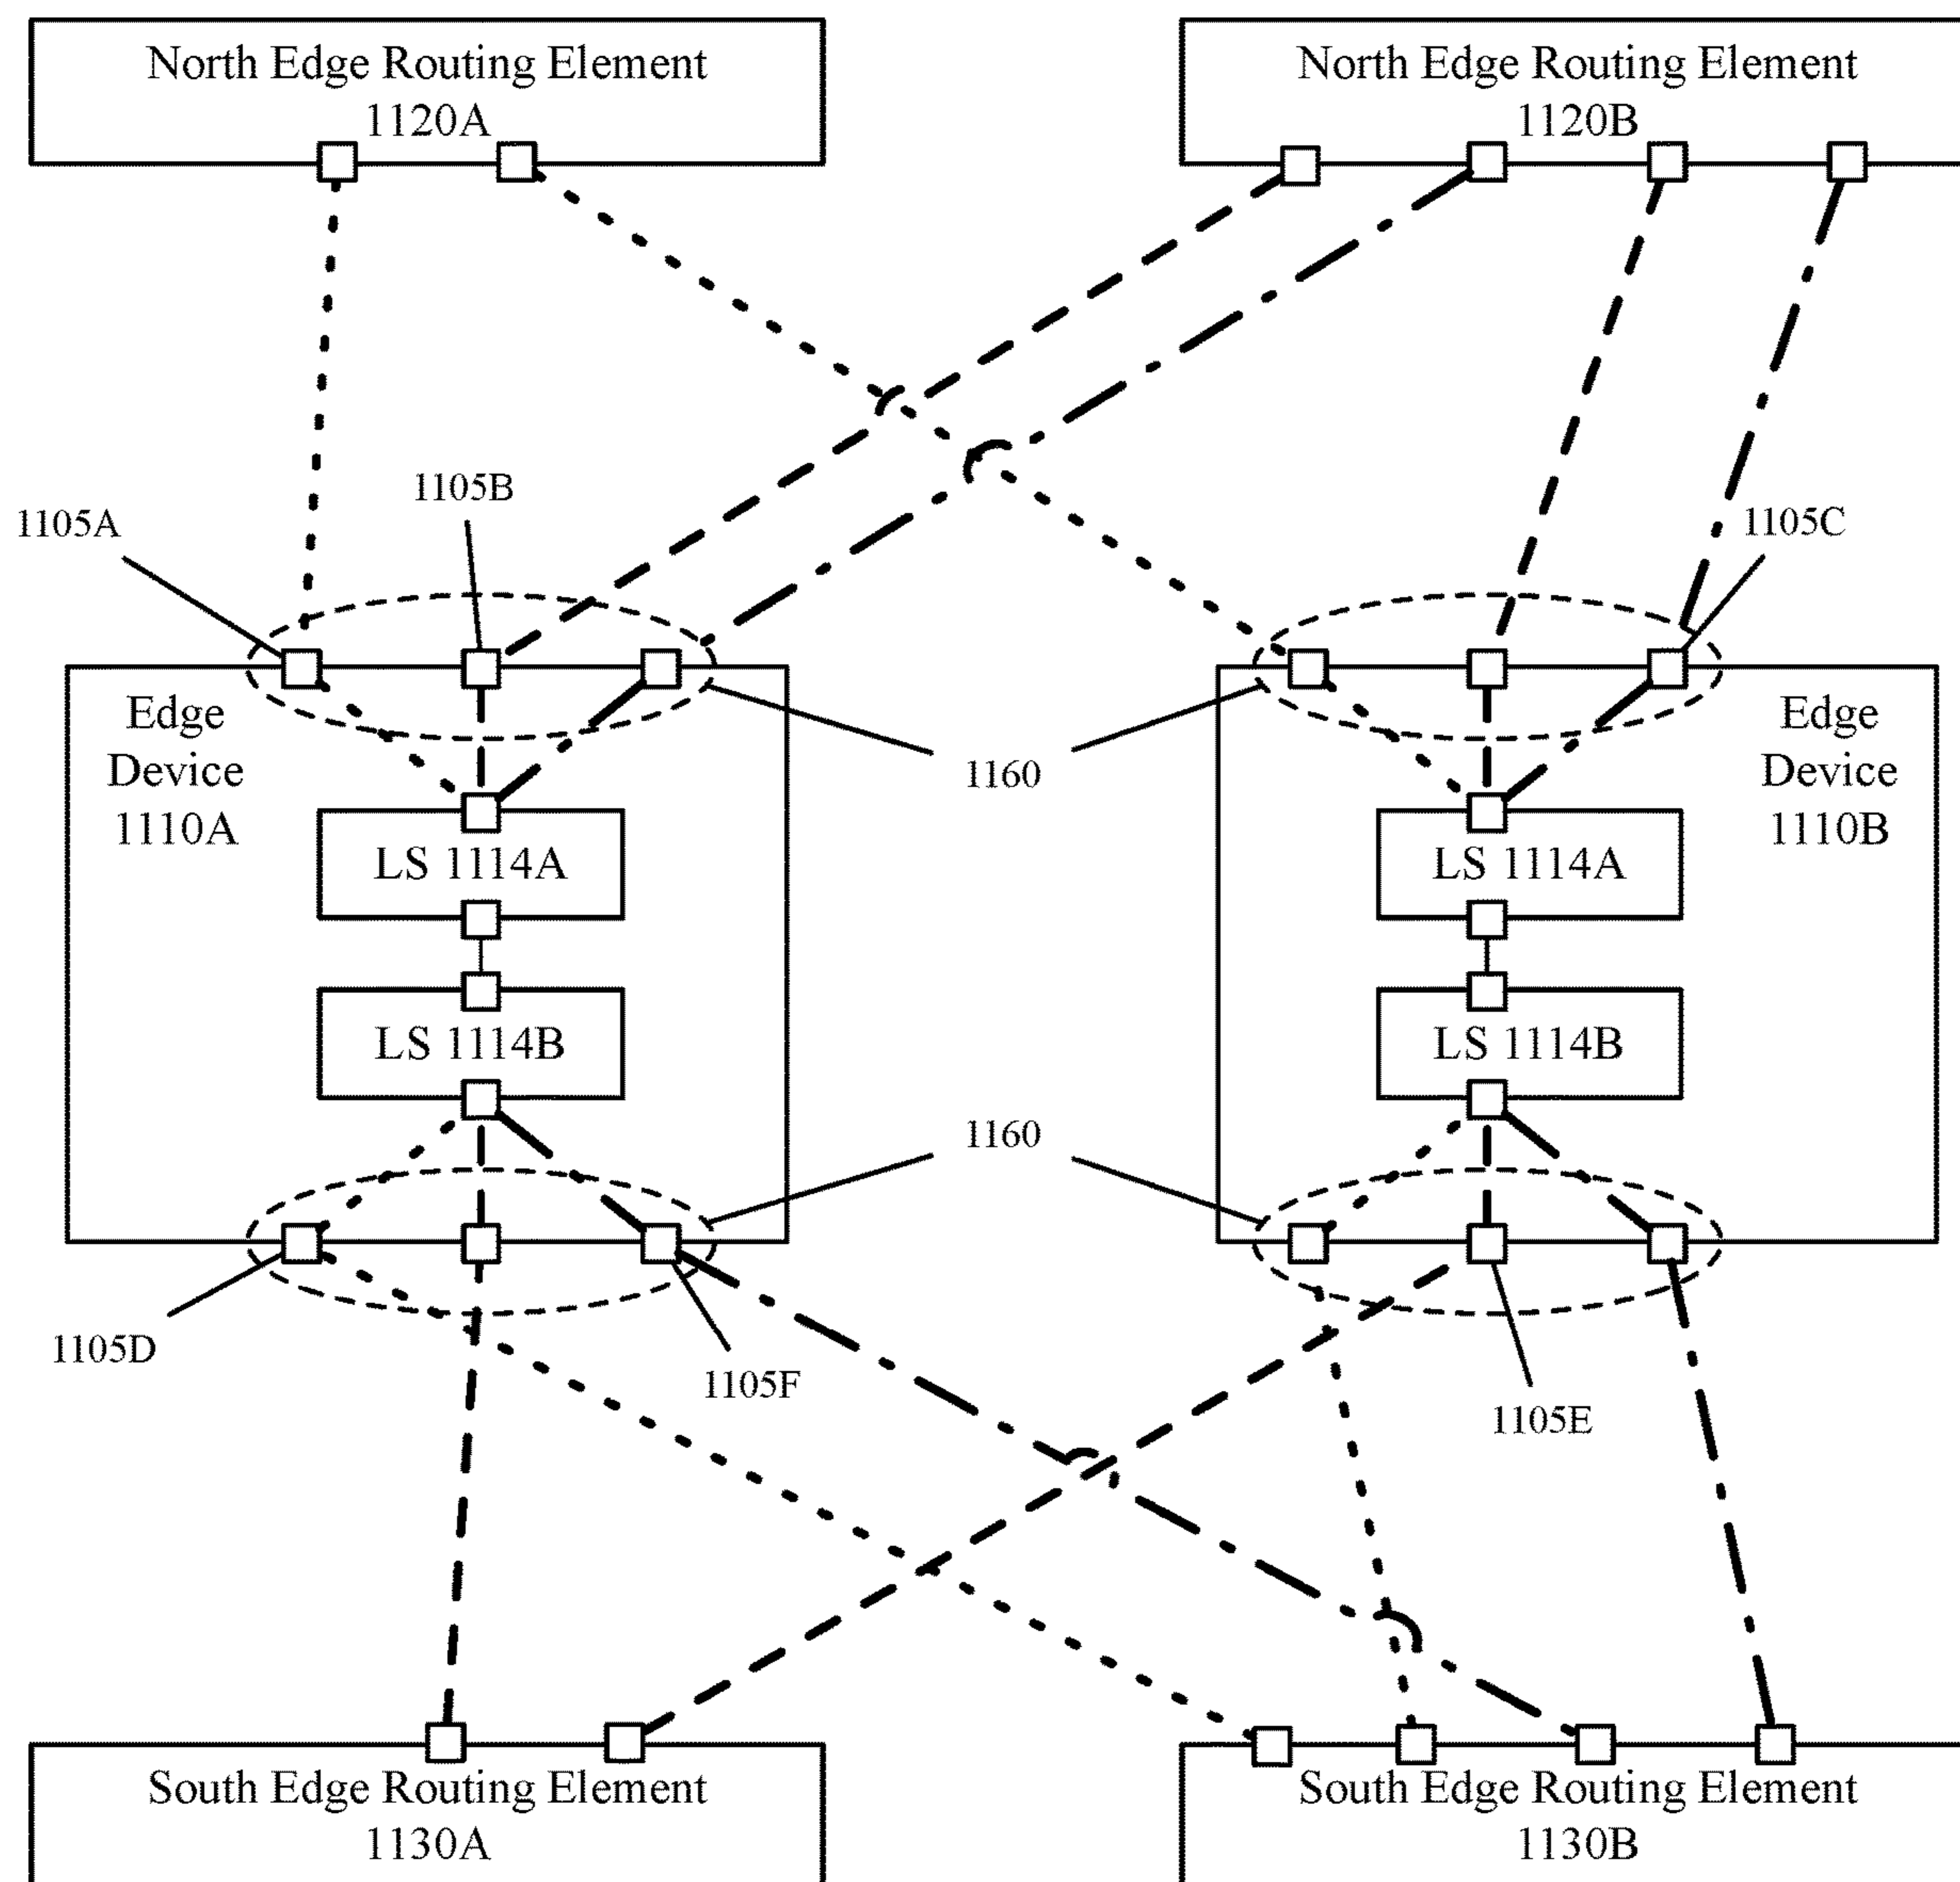 North Edge Routing Element
1120A
North Edge Routing Element
1120B
1105A
1105B
1105C
Edge
Device
1110A
1160
Edge
Device
1110B
LS 1114A
LS 1114A
LS 1114B
LS 1114B
1160
1105D
1105F
1105E
South Edge Routing Element
1130A
South Edge Routing Element
1130B